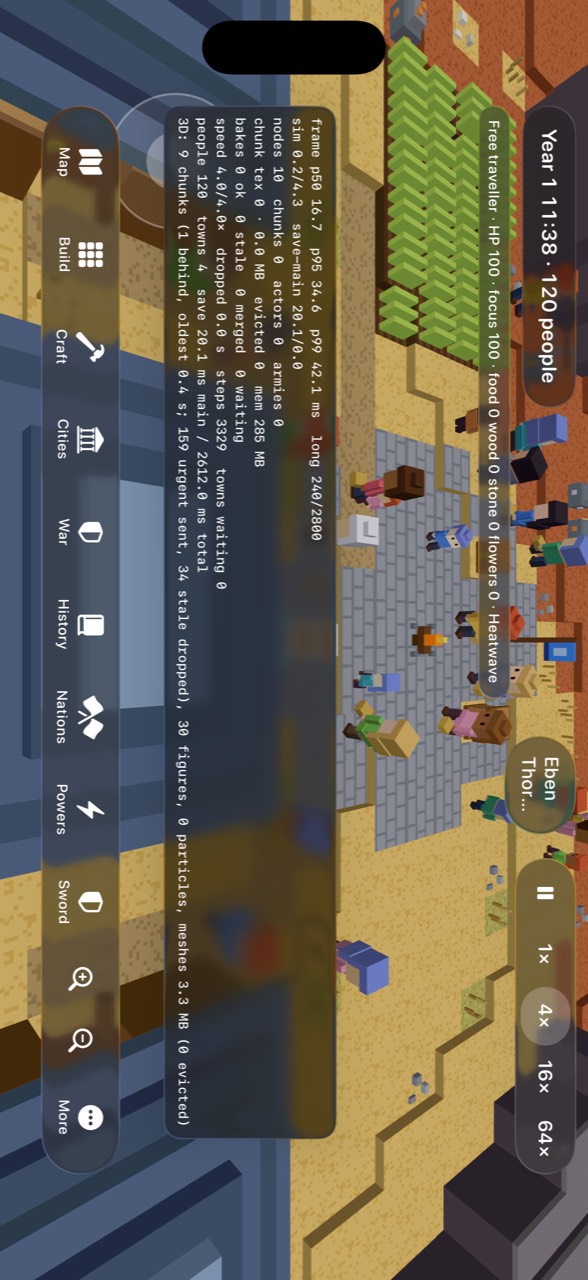 Year 1 11:38 · 120 people
Eben
Thor...
1×
4×
16×
64×
Free traveller · HP 100 · focus 100 · food 0 wood 0 stone 0 flowers 0 · Heatwave
frame p50 16.7 p95 34.6 p99 42.1 ms long 240/2800
sim 0.2/4.3 save-main 20.1/0.0
nodes 10 chunks 0 actors 0 armies 0
chunk tex 0 · 0.0 MB evicted 0 mem 285 MB
bakes 0 ok 0 stale 0 merged 0 waiting
speed 4.0/4.0× dropped 0.0 s steps 3329 towns waiting 0
people 120 towns 4 save 20.1 ms main / 2612.0 ms total
3D: 9 chunks (1 behind, oldest 0.4 s; 159 urgent sent, 34 stale dropped), 30 figures, 0 particles, meshes 3.3 MB (0 evicted)
Map
Build
Craft
Cities
War
History
Nations
Powers
Sword
More